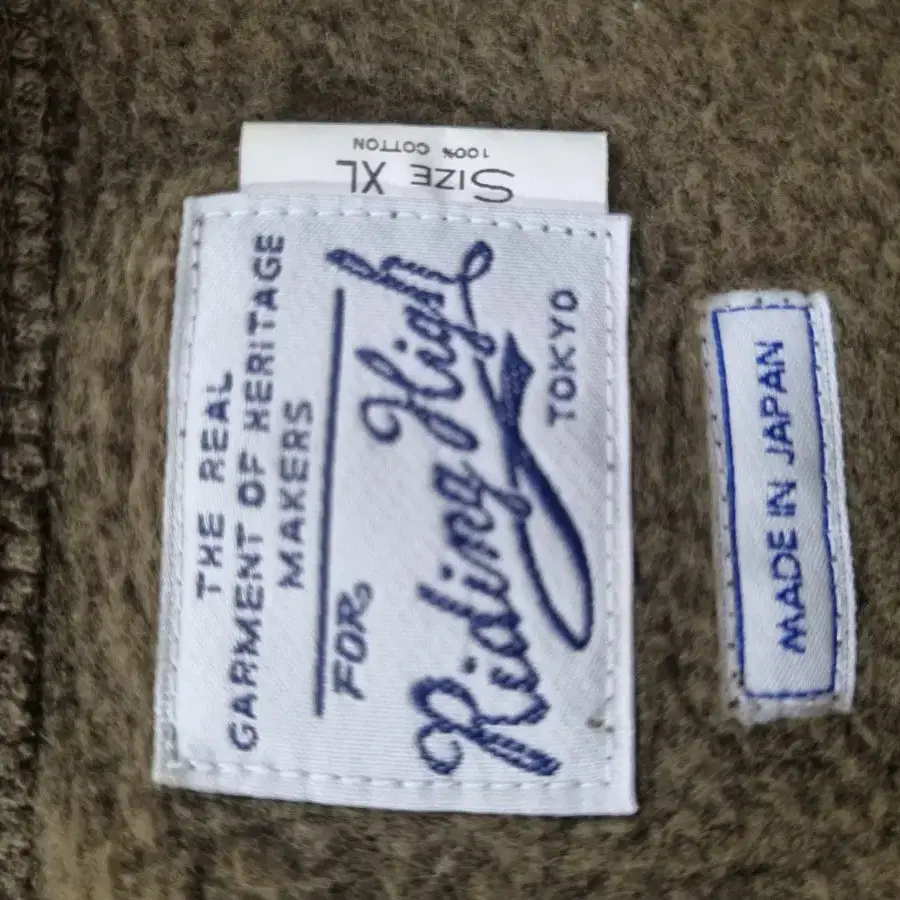 SIZE XL
100% COTTON
THE REAL
GARMENT OF HERITAGE
MAKERS
FOR
Riding High
TOKYO
MADE IN JAPAN